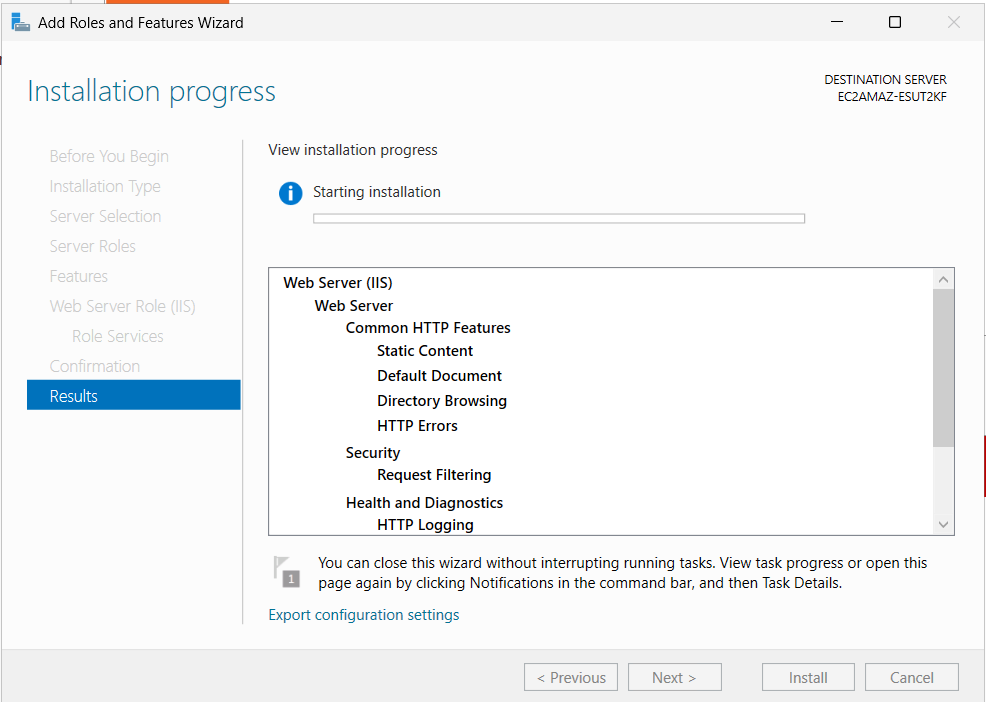 Add Roles and Features Wizard
Installation progress
DESTINATION SERVER
EC2AMAZ-ESUT2KF
Before You Begin
Installation Type
Server Selection
Server Roles
Features
Web Server Role (IIS)
Role Services
Confirmation
Results
View installation progress
Starting installation
Web Server (IIS)
Web Server
Common HTTP Features
Static Content
Default Document
Directory Browsing
HTTP Errors
Security
Request Filtering
Health and Diagnostics
HTTP Logging
1
You can close this wizard without interrupting running tasks. View task progress or open this
page again by clicking Notifications in the command bar, and then Task Details.
Export configuration settings
< Previous
Next >
Install
Cancel